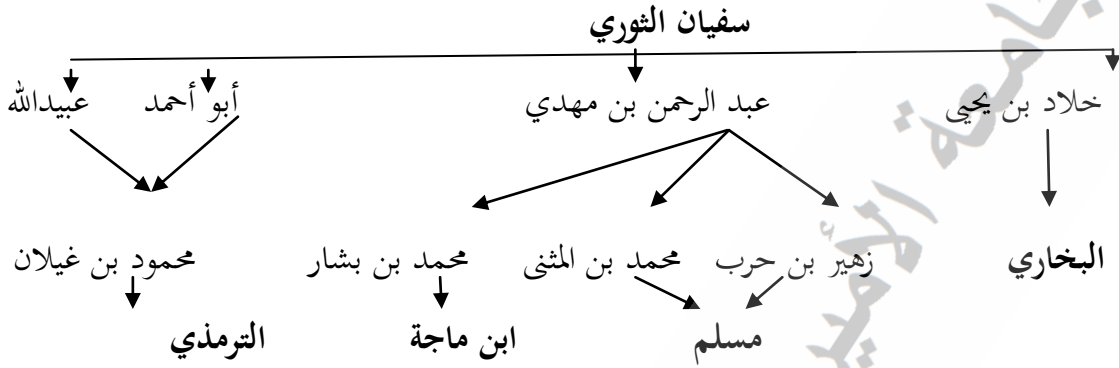 سفيان الثوري
خلاد بن يحيى عبد الرحمن بن مهدي أبو أحمد عبيدالله
البخاري زهير بن حرب محمد بن المثنى محمد بن بشار محمود بن غيلان
مسلم ابن ماجة الترمذي